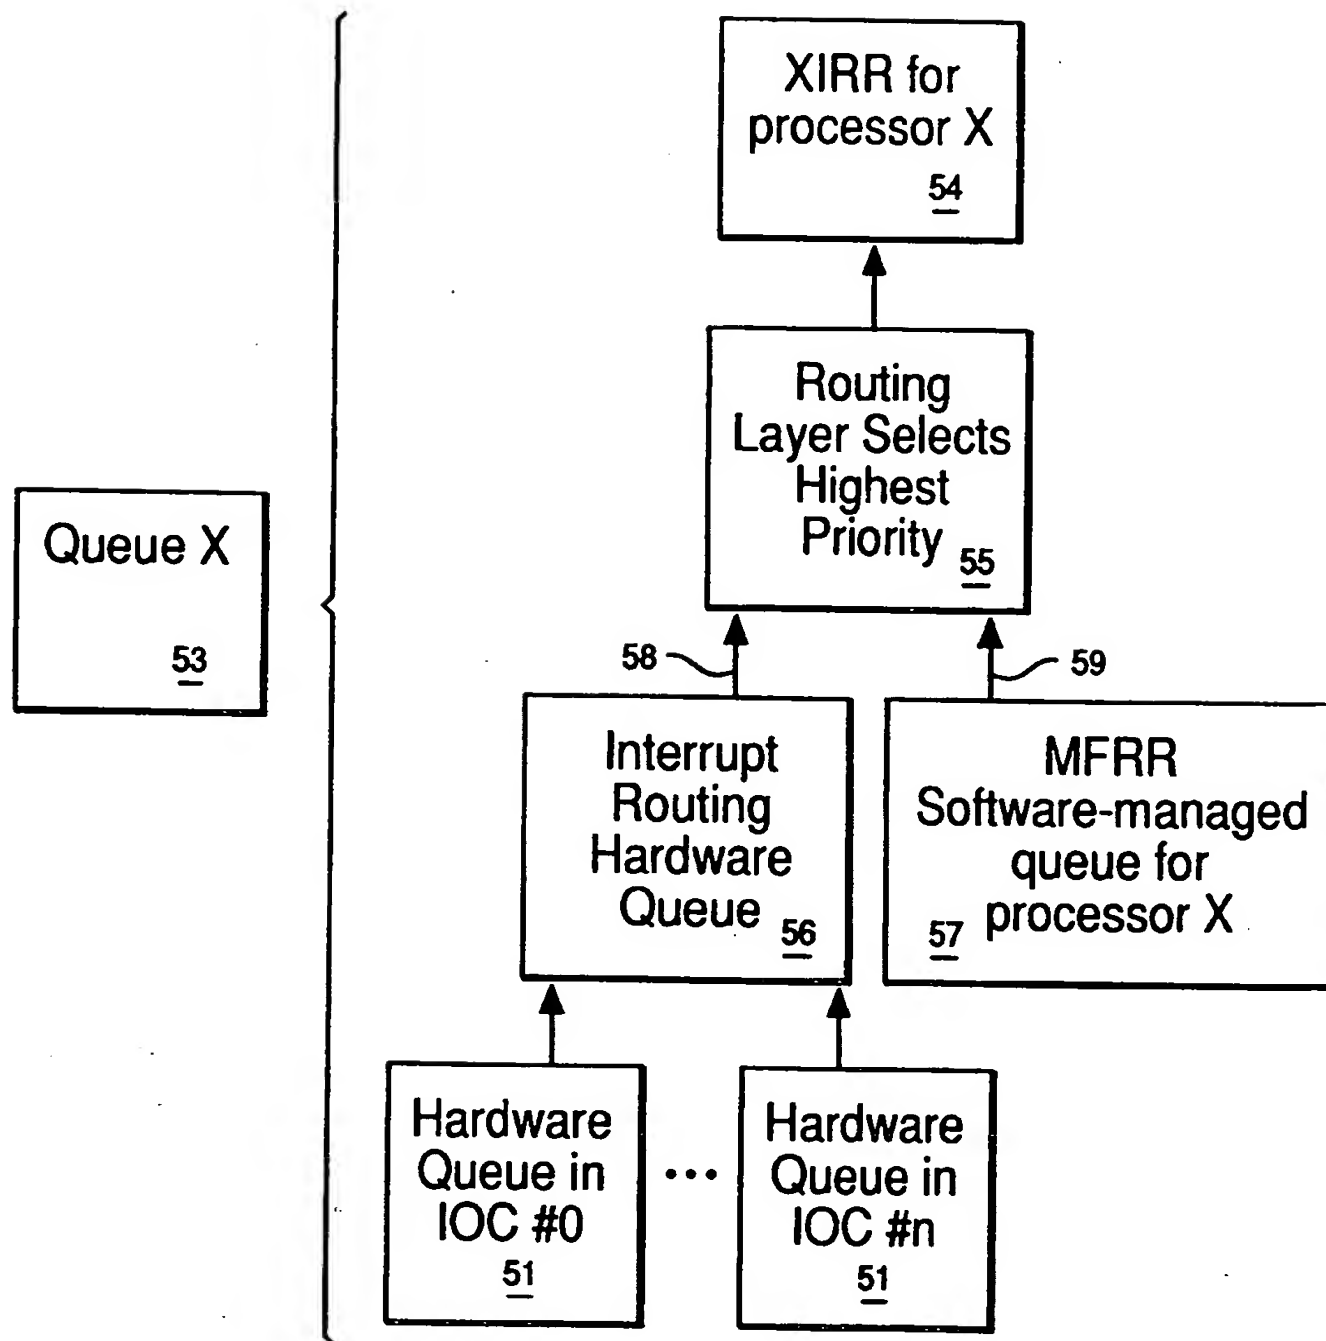 XIRR for
processor X
54
Routing
Layer Selects
Highest
Priority
55
Queue X
53
58
59
Interrupt
Routing
Hardware
Queue
56
MFRR
Software-managed
queue for
processor X
57
Hardware
Queue in
IOC #0
51
•••
Hardware
Queue in
IOC #n
51